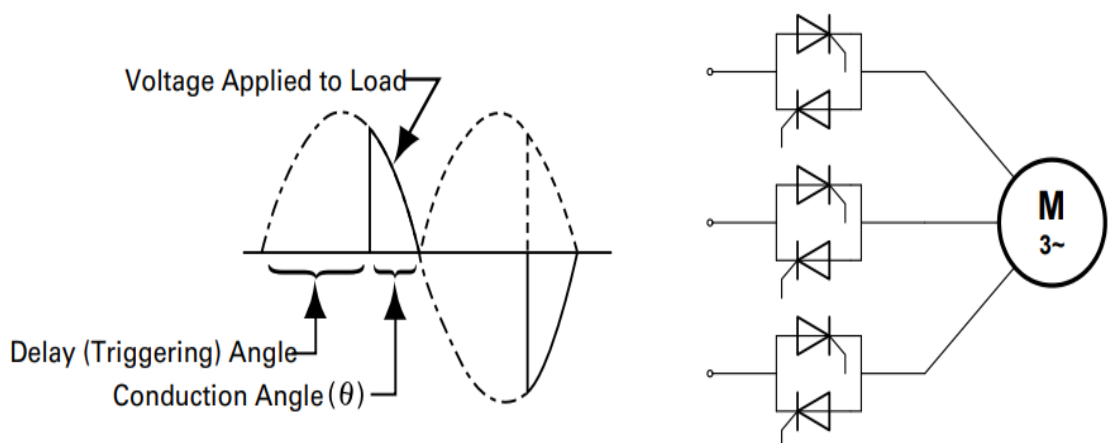 Voltage Applied to Load
Delay (Triggering) Angle
Conduction Angle (θ)
M
3~